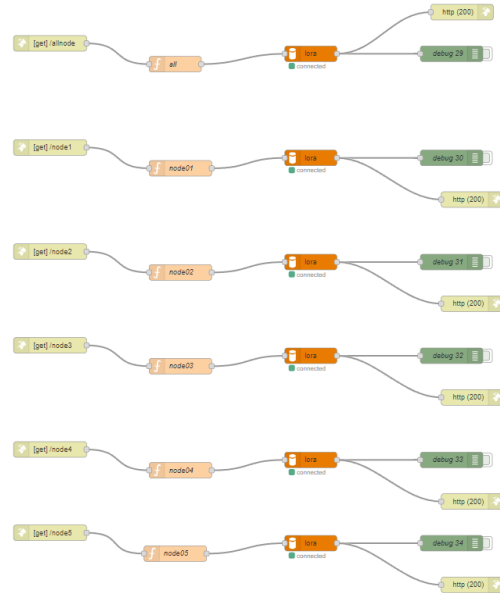 http (200)
[get] /allnode
all
lora
debug 29
connected
[get] /node1
node01
lora
debug 30
connected
http (200)
[get] /node2
node02
lora
debug 31
connected
http (200)
[get] /node3
node03
lora
debug 32
connected
http (200)
[get] /node4
node04
lora
debug 33
connected
http (200)
[get] /node5
node05
lora
debug 34
connected
http (200)